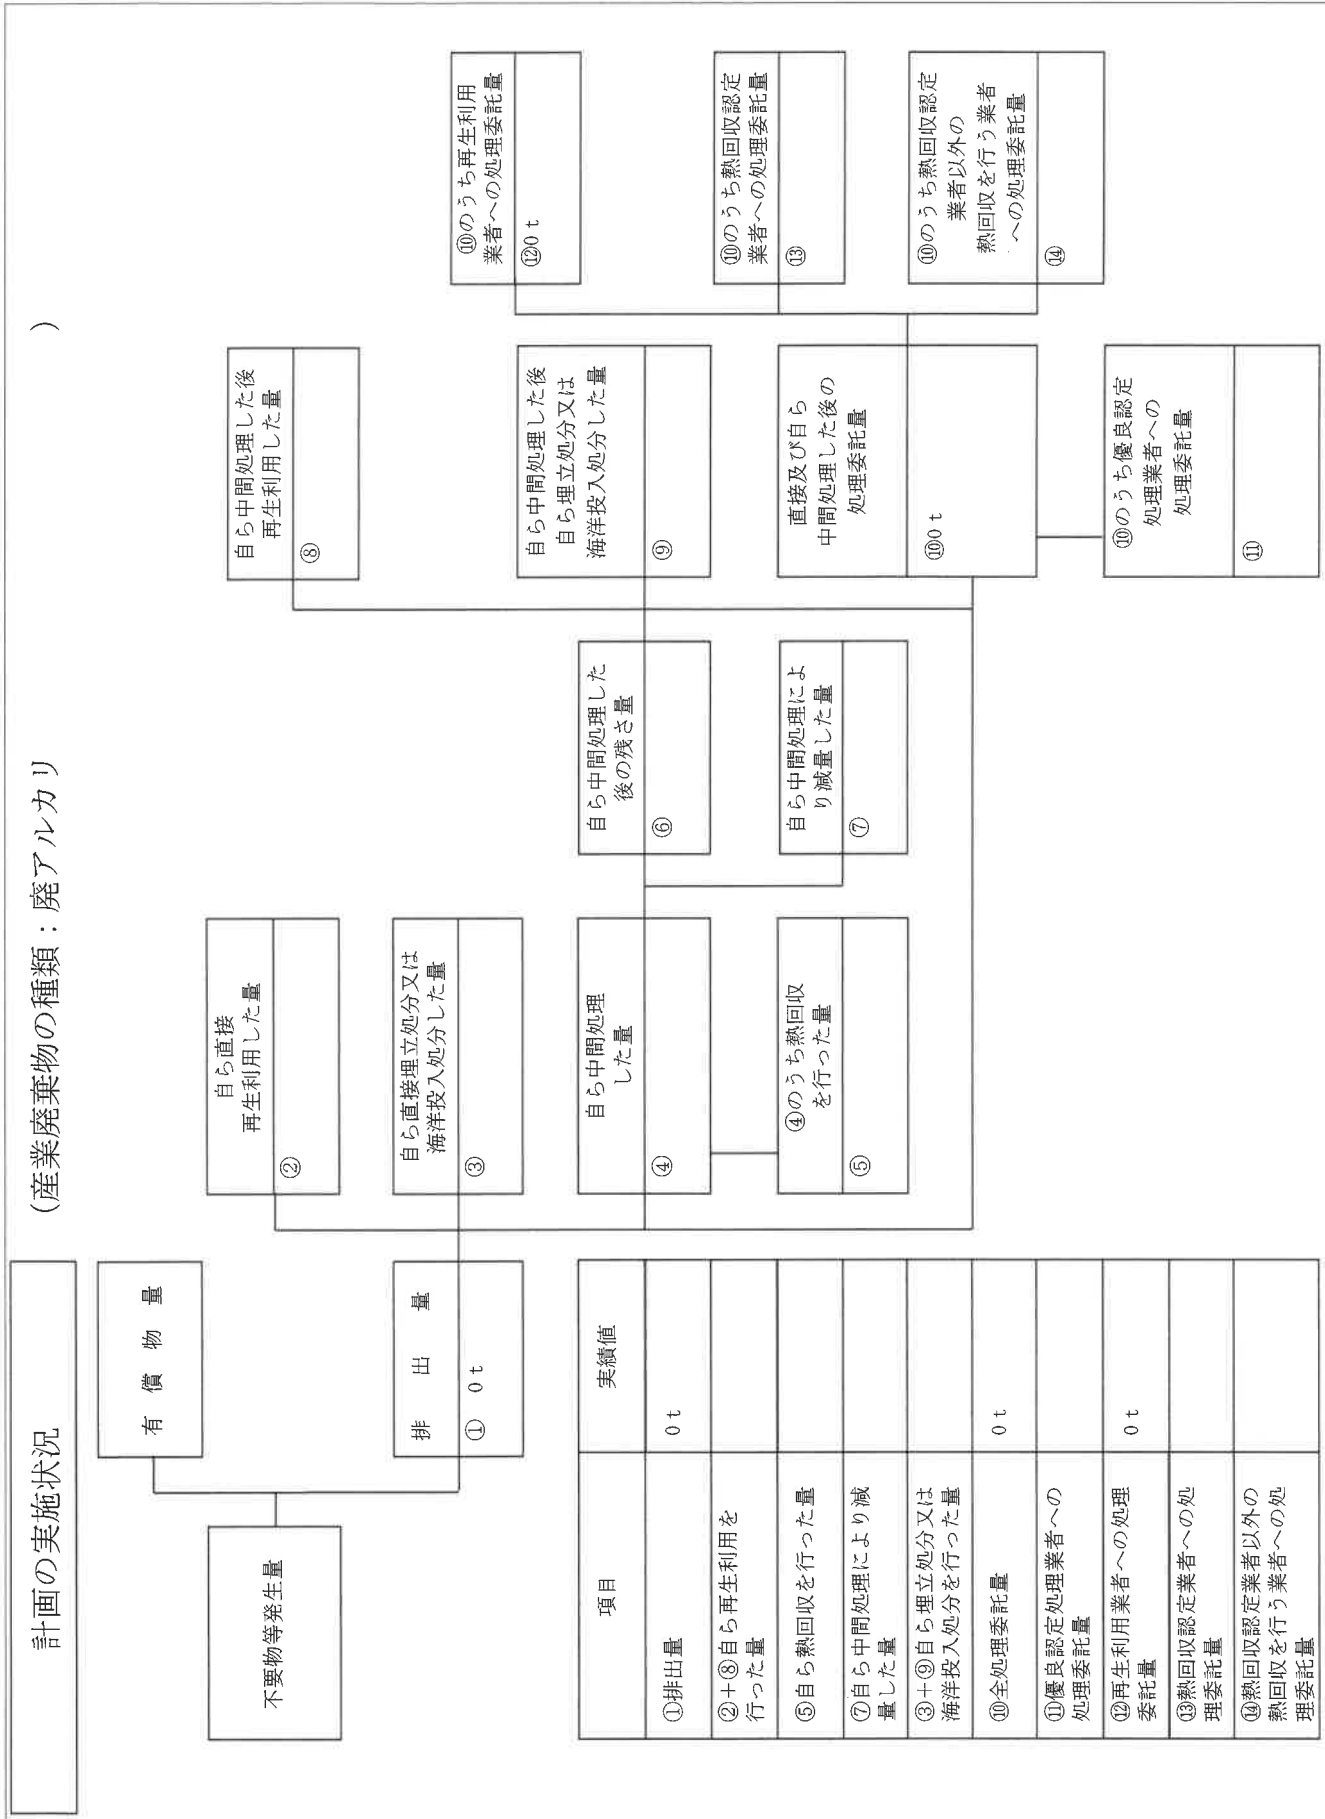 計画の実施状況
(産業廃棄物の種類：廃アルカリ
)
不要物等発生量
有償物量
排出量
① 0 t
自ら直接
再生利用した量
②
自ら直接埋立処分又は
海洋投入処分した量
③
自ら中間処理
した量
④
④のうち熱回収
を行った量
⑤
自ら中間処理した
後の残さ量
⑥
自ら中間処理によ
り減量した量
⑦
自ら中間処理した後
再生利用した量
⑧
自ら中間処理した後
自ら埋立処分又は
海洋投入処分した量
⑨
直接及び自ら
中間処理した後の
処理委託量
⑩0 t
⑩のうち優良認定
処理業者への
処理委託量
⑪
⑩のうち再生利用
業者への処理委託量
⑫0 t
⑩のうち熱回収認定
業者への処理委託量
⑬
⑩のうち熱回収認定
業者以外の
熱回収を行う業者
への処理委託量
⑭
項目 実績値
①排出量 0 t
②+⑧自ら再生利用を
行った量
⑤自ら熱回収を行った量
⑦自ら中間処理により減
量した量
③+⑨自ら埋立処分又は
海洋投入処分を行った量
⑩全処理委託量 0 t
⑪優良認定処理業者への
処理委託量
⑫再生利用業者への処理
委託量 0 t
⑬熱回収認定業者への処
理委託量
⑭熱回収認定業者以外の
熱回収を行う業者への処
理委託量